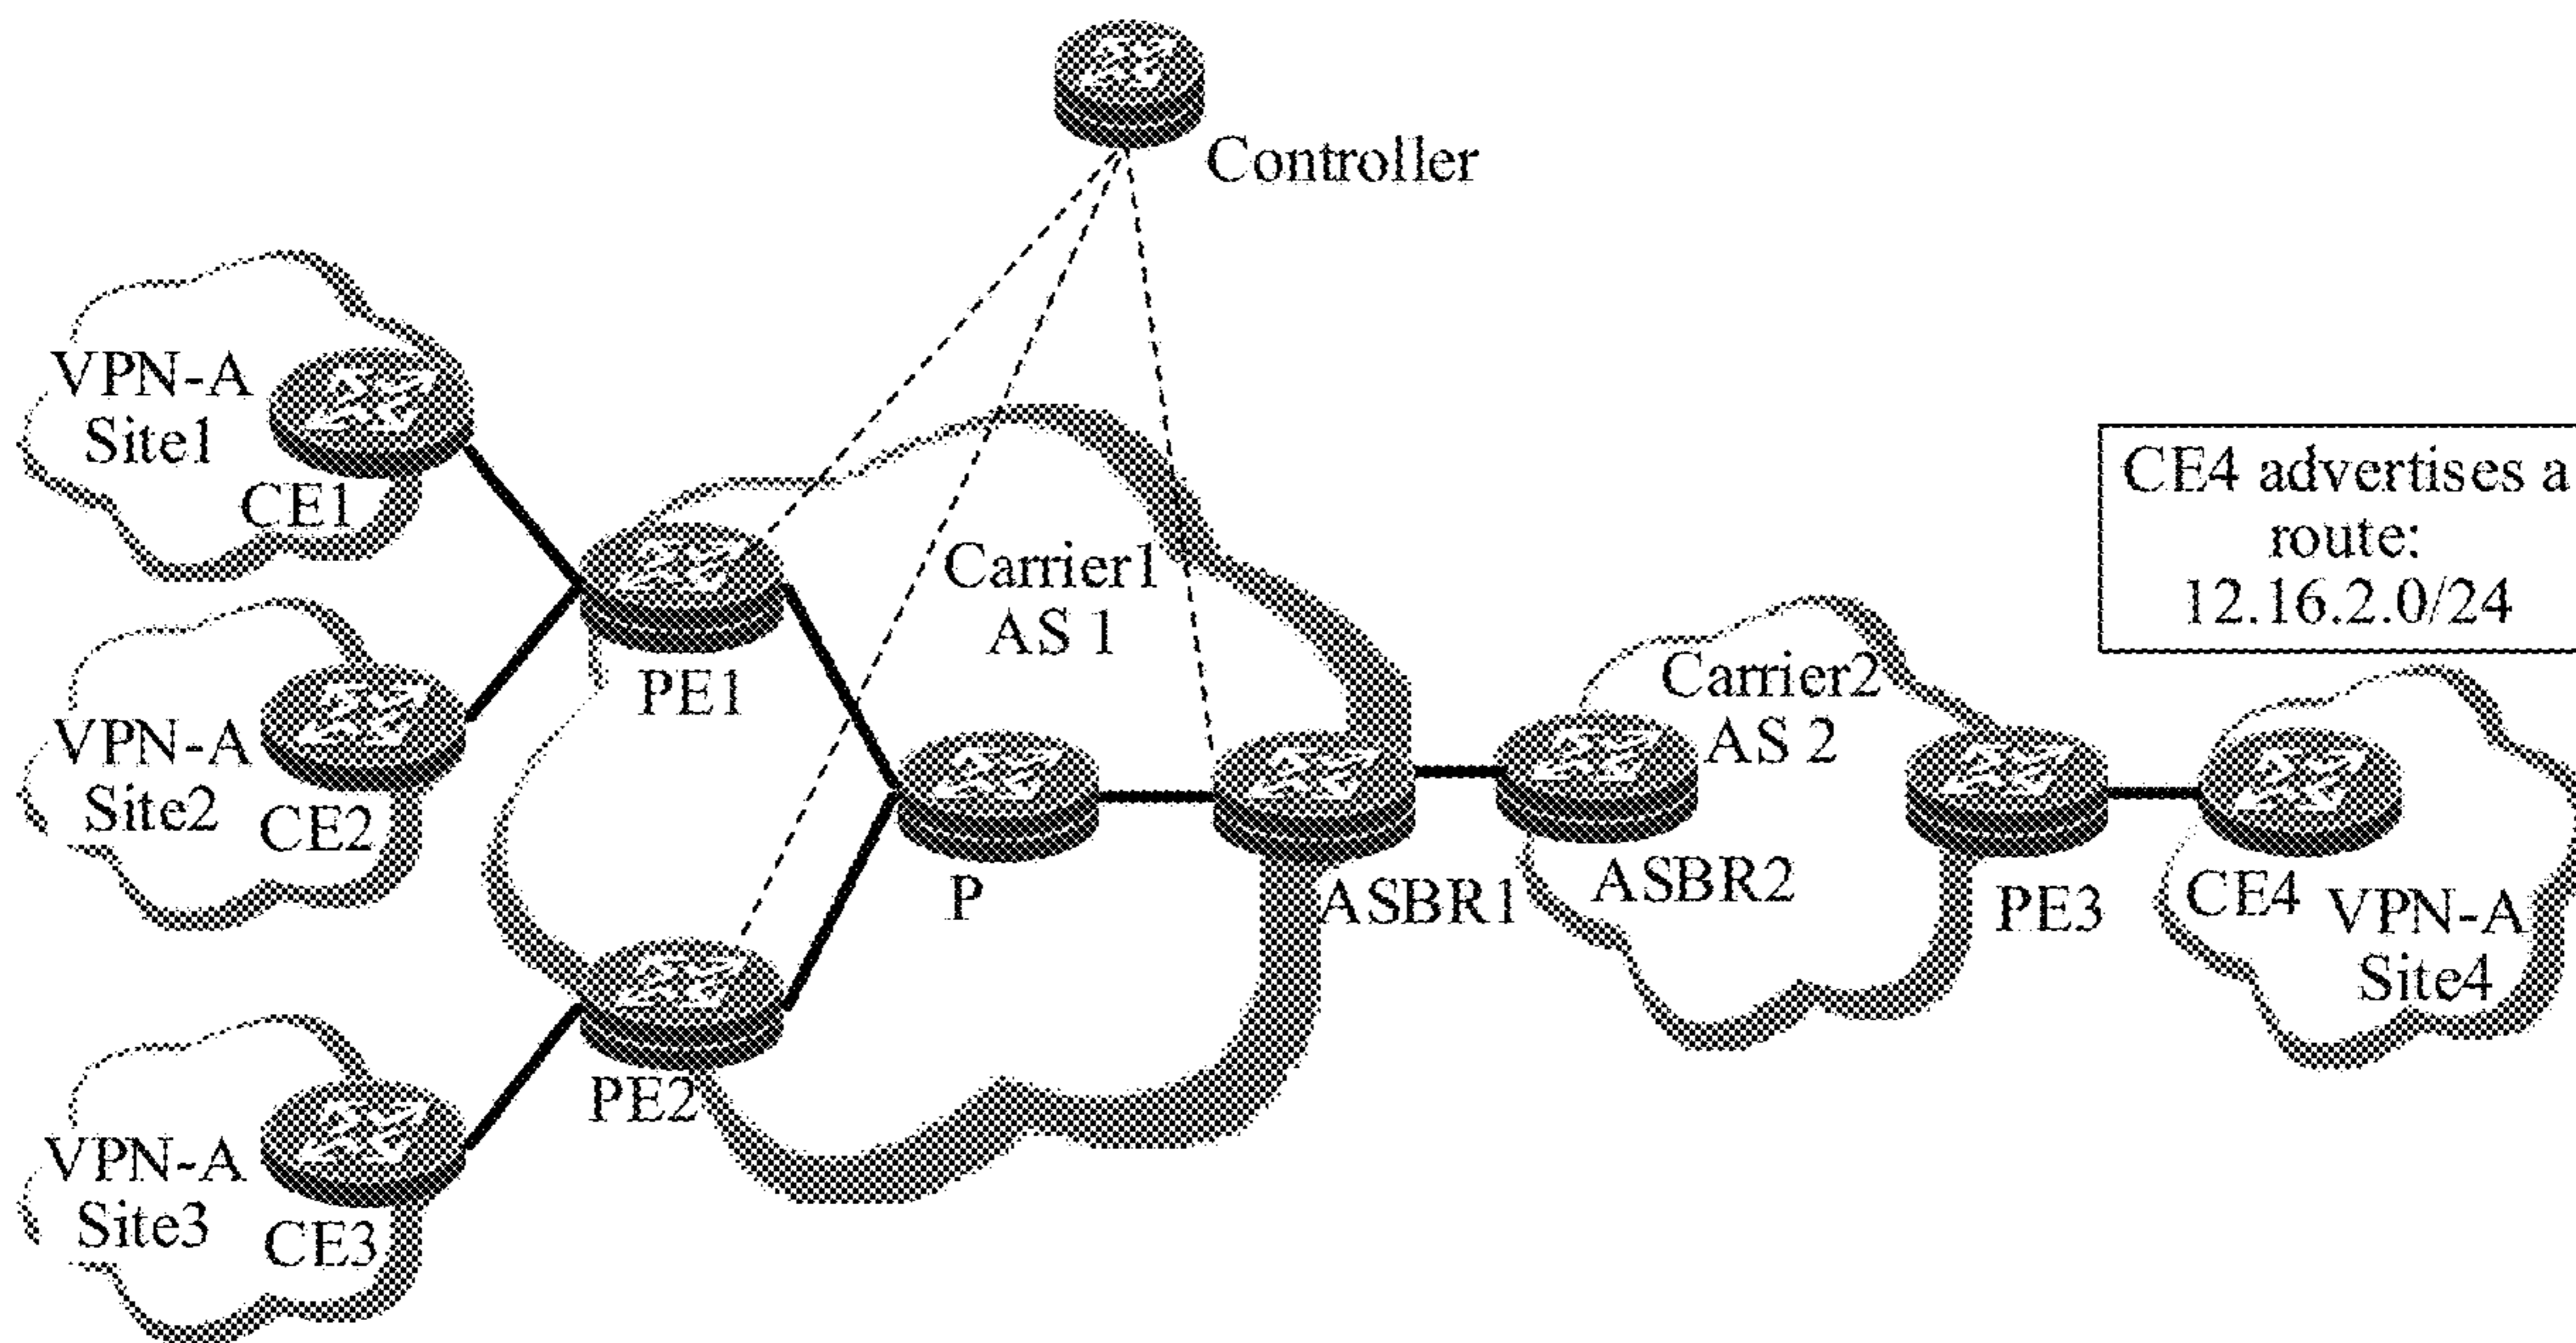 Controller
VPN-A
Site1
CE1
CE4 advertises a
route:
12.16.2.0/24
Carrier1
AS 1
PE1
VPN-A
Site2
CE2
Carrier2
AS 2
P
ASBR1
ASBR2
PE3
CE4
VPN-A
Site4
PE2
VPN-A
Site3
CE3